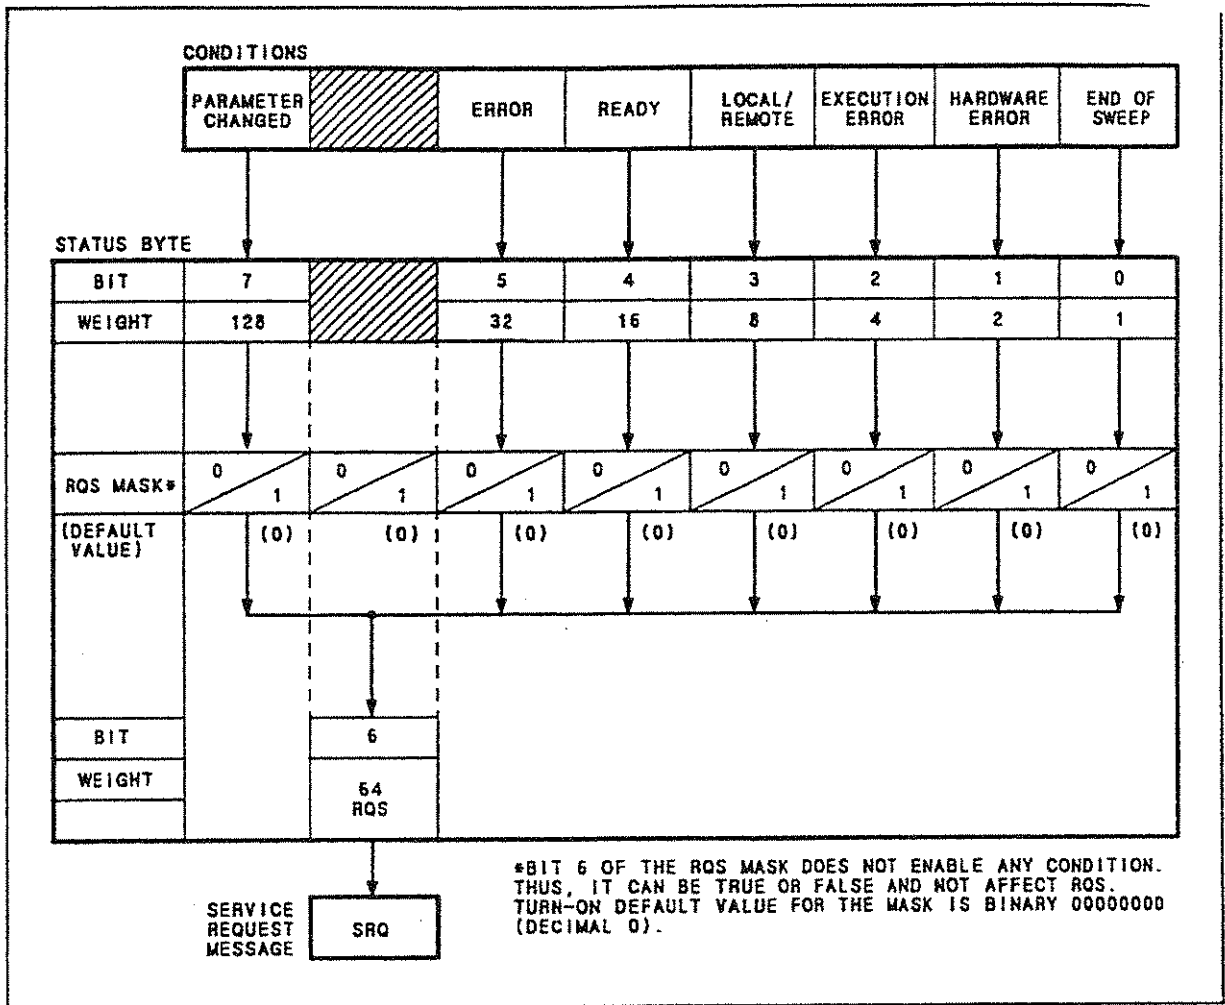 CONDITIONS
PARAMETER CHANGED ERROR READY LOCAL/ REMOTE EXECUTION ERROR HARDWARE ERROR END OF SWEEP
STATUS BYTE
BIT 7 5 4 3 2 1 0
WEIGHT 128 32 16 8 4 2 1
RQS MASK* 0 1 0 1 0 1 0 1 0 1 0 1 0 1 0 1
(DEFAULT VALUE) (0) (0) (0) (0) (0) (0) (0) (0)
BIT 6
WEIGHT 64
RQS
*BIT 6 OF THE RQS MASK DOES NOT ENABLE ANY CONDITION.
THUS, IT CAN BE TRUE OR FALSE AND NOT AFFECT RQS.
TURN-ON DEFAULT VALUE FOR THE MASK IS BINARY 00000000
(DECIMAL 0).
SERVICE
REQUEST
MESSAGE
SRQ